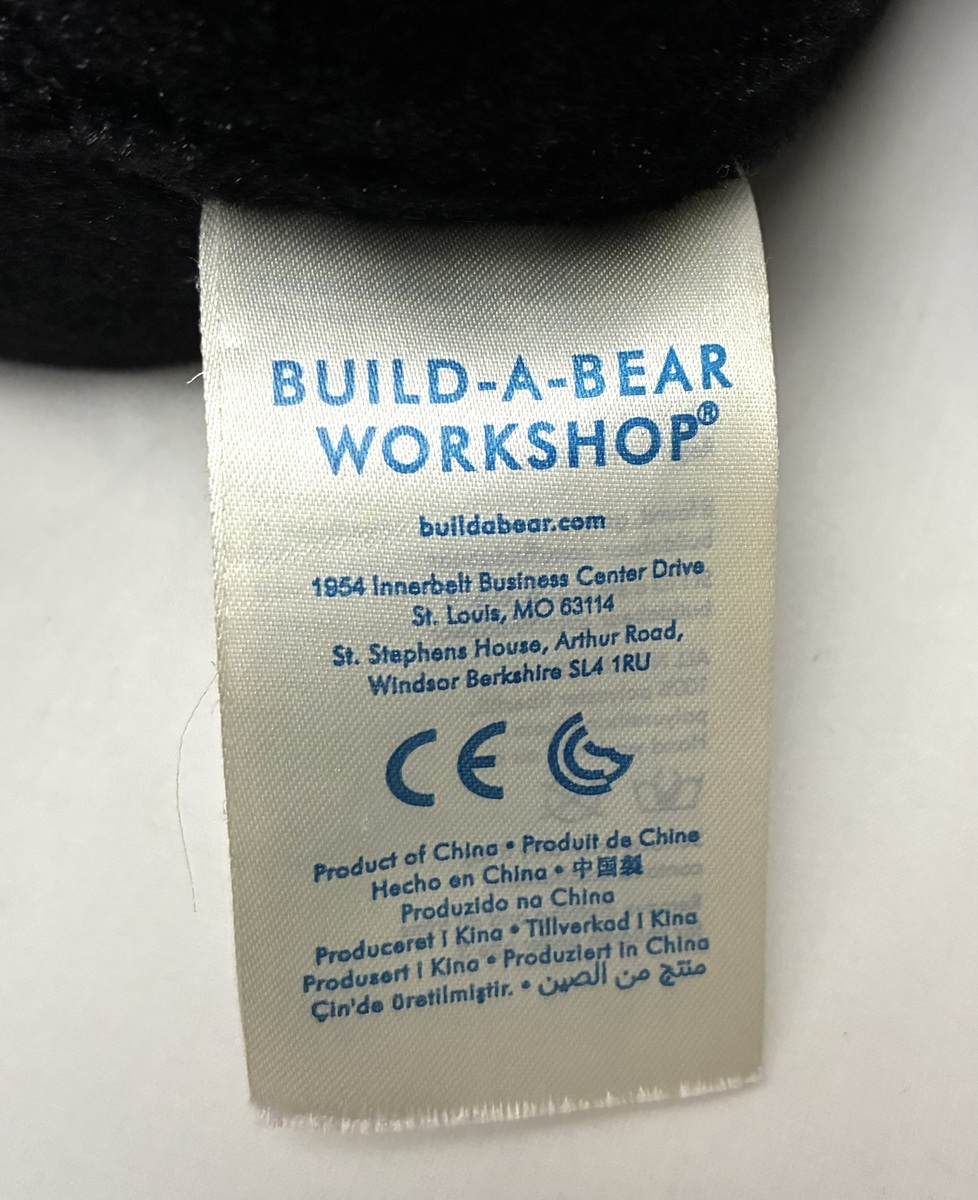 BUILD-A-BEAR
WORKSHOP®
buildabear.com
1954 Innerbelt Business Center Drive
St. Louis, MO 63114
St. Stephens House, Arthur Road,
Windsor Berkshire SL4 1RU
CE G
Product of China • Produit de Chine
Hecho en China • 中国製
Produzido na China
Produceret i Kina • Tillverkad i Kina
Produsert i Kina • Produziert in China
Çin'de üretilmiştir. • منتج من الصين